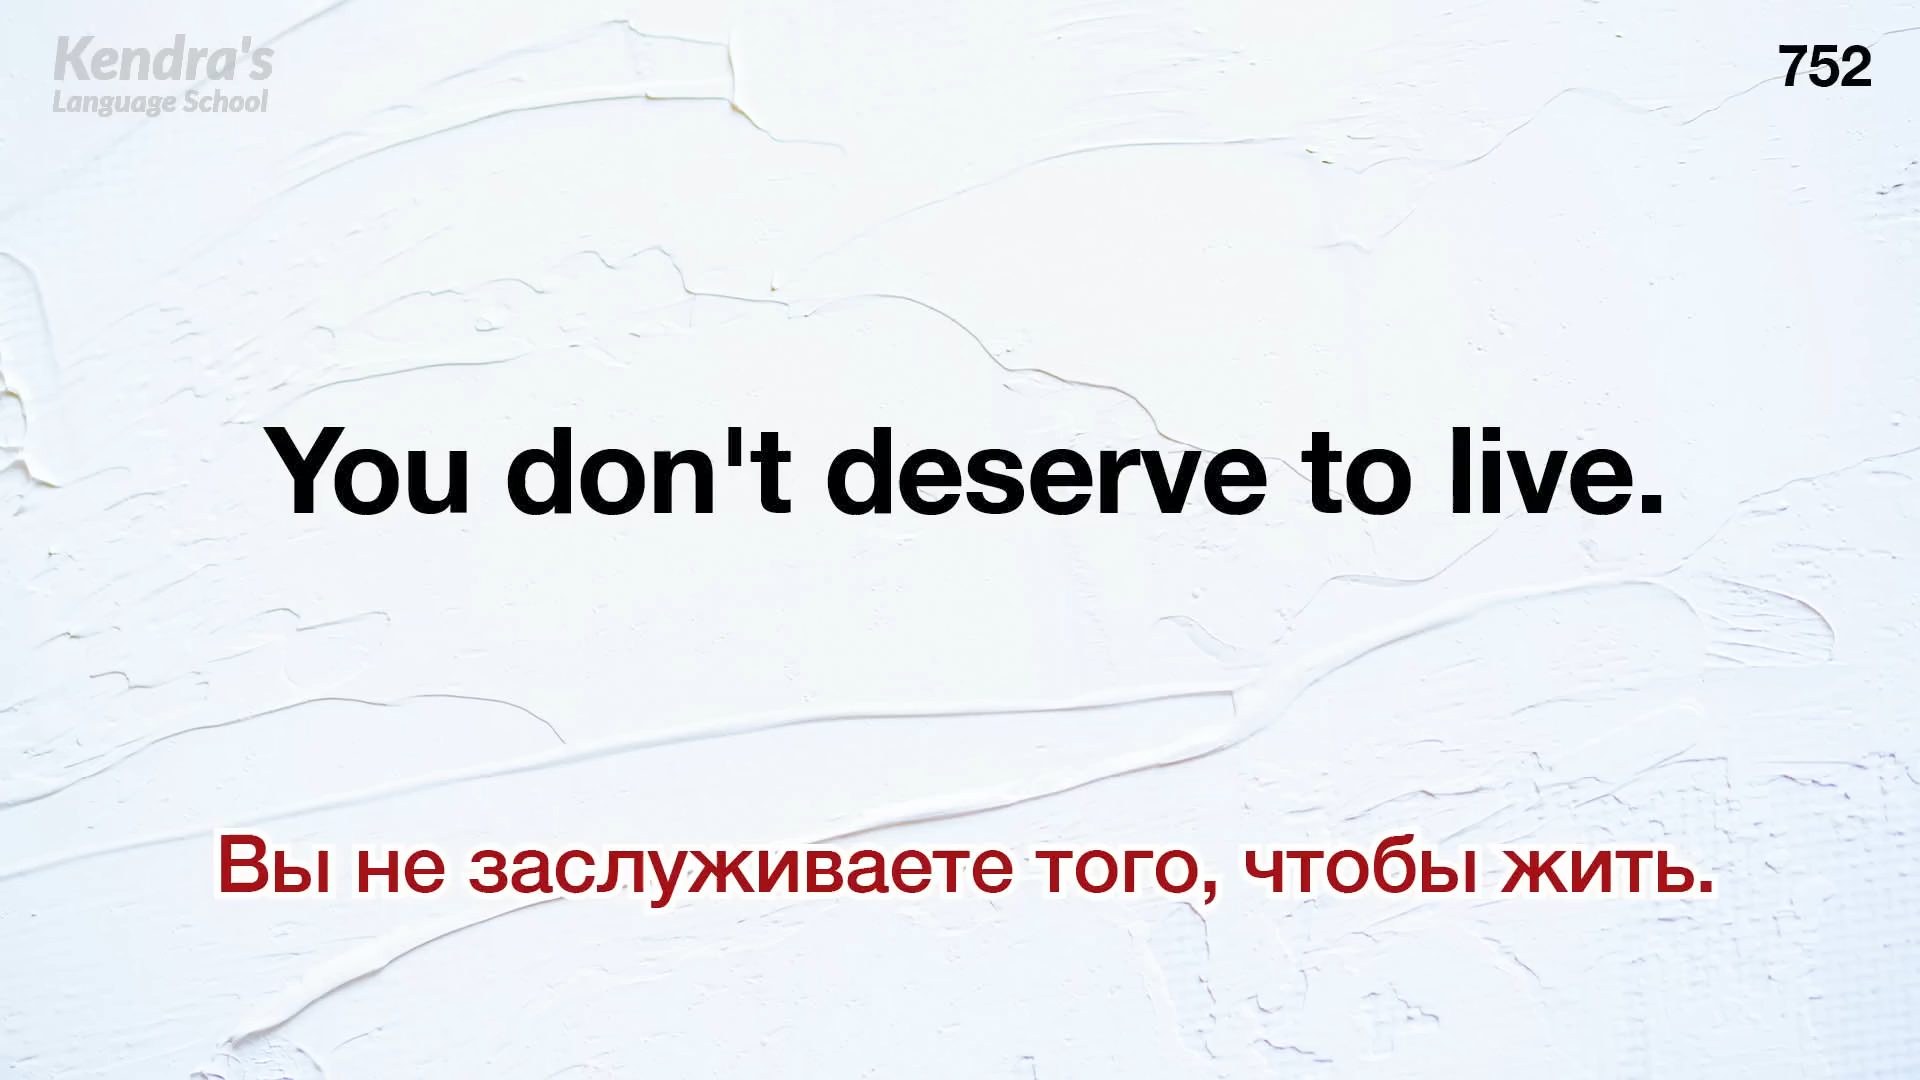 Kendra's
Language School
752
You don't deserve to live.
Вы не заслуживаете того, чтобы жить.